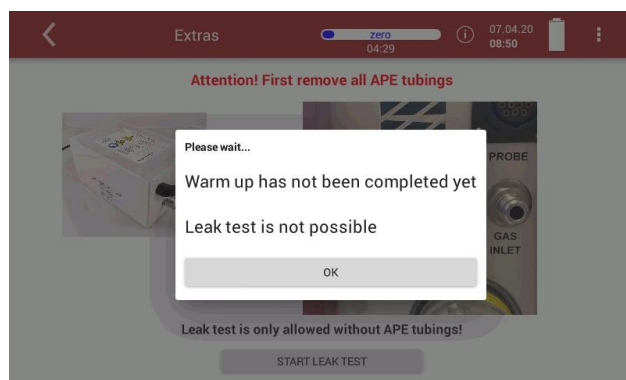 Extras
zero
04:29
i
07.04.20
08:50
Attention! First remove all APE tubings
PROBE
GAS
INLET
Please wait...
Warm up has not been completed yet
Leak test is not possible
OK
Leak test is only allowed without APE tubings!
START LEAK TEST